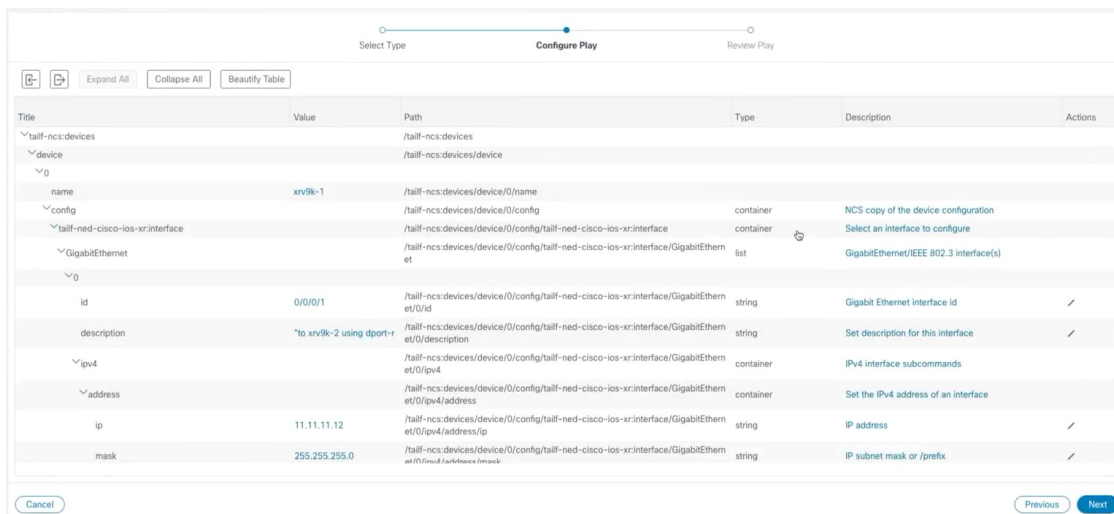 Select Type Configure Play Review Play
Expand All Collapse All Beautify Table
Title Value Path Type Description Actions
tailf-ncs:devices /tailf-ncs:devices
device /tailf-ncs:devices/device
0
name xrv9k-1 /tailf-ncs:devices/device/0/name
config /tailf-ncs:devices/device/0/config container NCS copy of the device configuration
tailf-ned-cisco-ios-xr:interface /tailf-ncs:devices/device/0/config/tailf-ned-cisco-ios-xr:interface container Select an interface to configure
GigabitEthernet /tailf-ncs:devices/device/0/config/tailf-ned-cisco-ios-xr:interface/GigabitEthern list GigabitEthernet/IEEE 802.3 interface(s)
et
0
id 0/0/0/1 /tailf-ncs:devices/device/0/config/tailf-ned-cisco-ios-xr:interface/GigabitEthern string Gigabit Ethernet interface id
et/0/id
description "to xrv9k-2 using dport-r /tailf-ncs:devices/device/0/config/tailf-ned-cisco-ios-xr:interface/GigabitEthern string Set description for this interface
et/0/description
ipv4 /tailf-ncs:devices/device/0/config/tailf-ned-cisco-ios-xr:interface/GigabitEthern container IPv4 interface subcommands
et/0/ipv4
address /tailf-ncs:devices/device/0/config/tailf-ned-cisco-ios-xr:interface/GigabitEthern container Set the IPv4 address of an interface
et/0/ipv4/address
ip 11.11.11.12 /tailf-ncs:devices/device/0/config/tailf-ned-cisco-ios-xr:interface/GigabitEthern string IP address
et/0/ipv4/address/ip
mask 255.255.255.0 /tailf-ncs:devices/device/0/config/tailf-ned-cisco-ios-xr:interface/GigabitEthern string IP subnet mask or /prefix
et/0/ipv4/address/mask
Cancel Previous Next